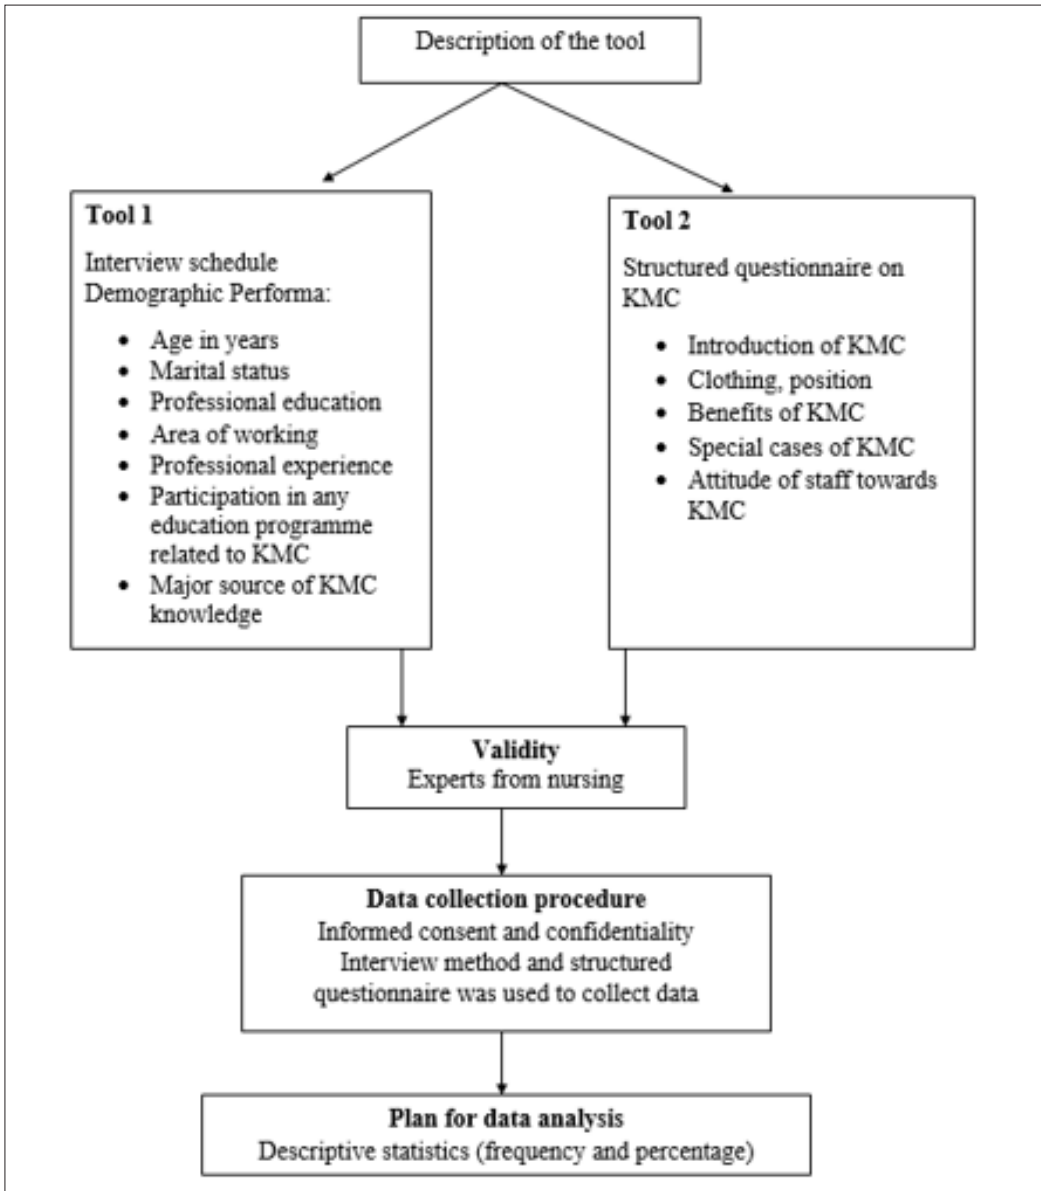 Description of the tool
Tool 1
Interview schedule
Demographic Performa:
• Age in years
• Marital status
• Professional education
• Area of working
• Professional experience
• Participation in any
education programme
related to KMC
• Major source of KMC
knowledge
Tool 2
Structured questionnaire on
KMC
• Introduction of KMC
• Clothing, position
• Benefits of KMC
• Special cases of KMC
• Attitude of staff towards
KMC
Validity
Experts from nursing
Data collection procedure
Informed consent and confidentiality
Interview method and structured
questionnaire was used to collect data
Plan for data analysis
Descriptive statistics (frequency and percentage)